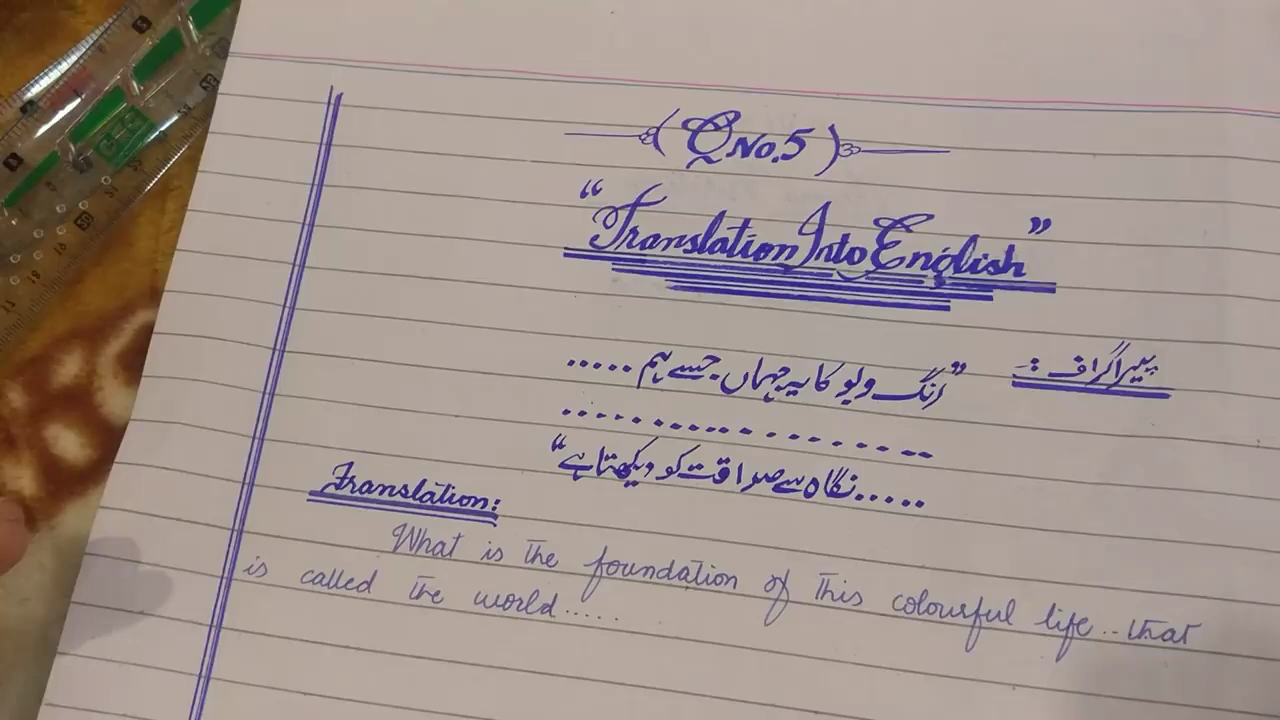 (Q No.5)
"Translation Into English"
پیراگراف :-
"رنگ و بو کا یہ جہاں جسے ہم .....
....................
.....نگاہ سے صداقت کو دیکھتا ہے"
Translation:
What is the foundation of this colourful life.. that
is called the world.....